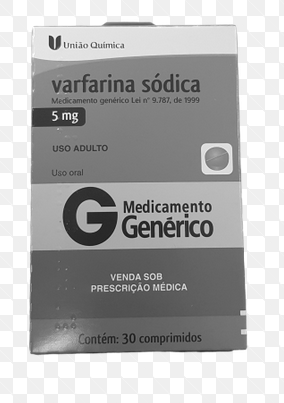 União Química
varfarina sódica
Medicamento genérico Lei nº 9.787, de 1999
5 mg
USO ADULTO
Uso oral
G Medicamento
Genérico
VENDA SOB
PRESCRIÇÃO MÉDICA
Contém: 30 comprimidos